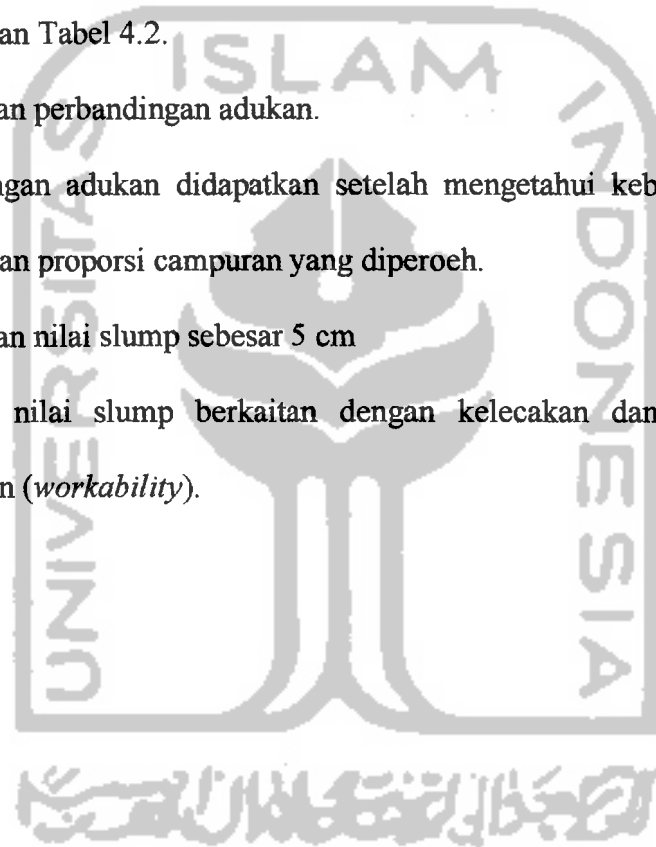 an Tabel 4.2.
ISLAM
an perbandingan adukan.
ngan adukan didapatkan setelah mengetahui keb
an proporsi campuran yang diperoeh.
an nilai slump sebesar 5 cm
nilai slump berkaitan dengan kelecakan dan
n (workability).
UNIVERSITAS
INDONESIA